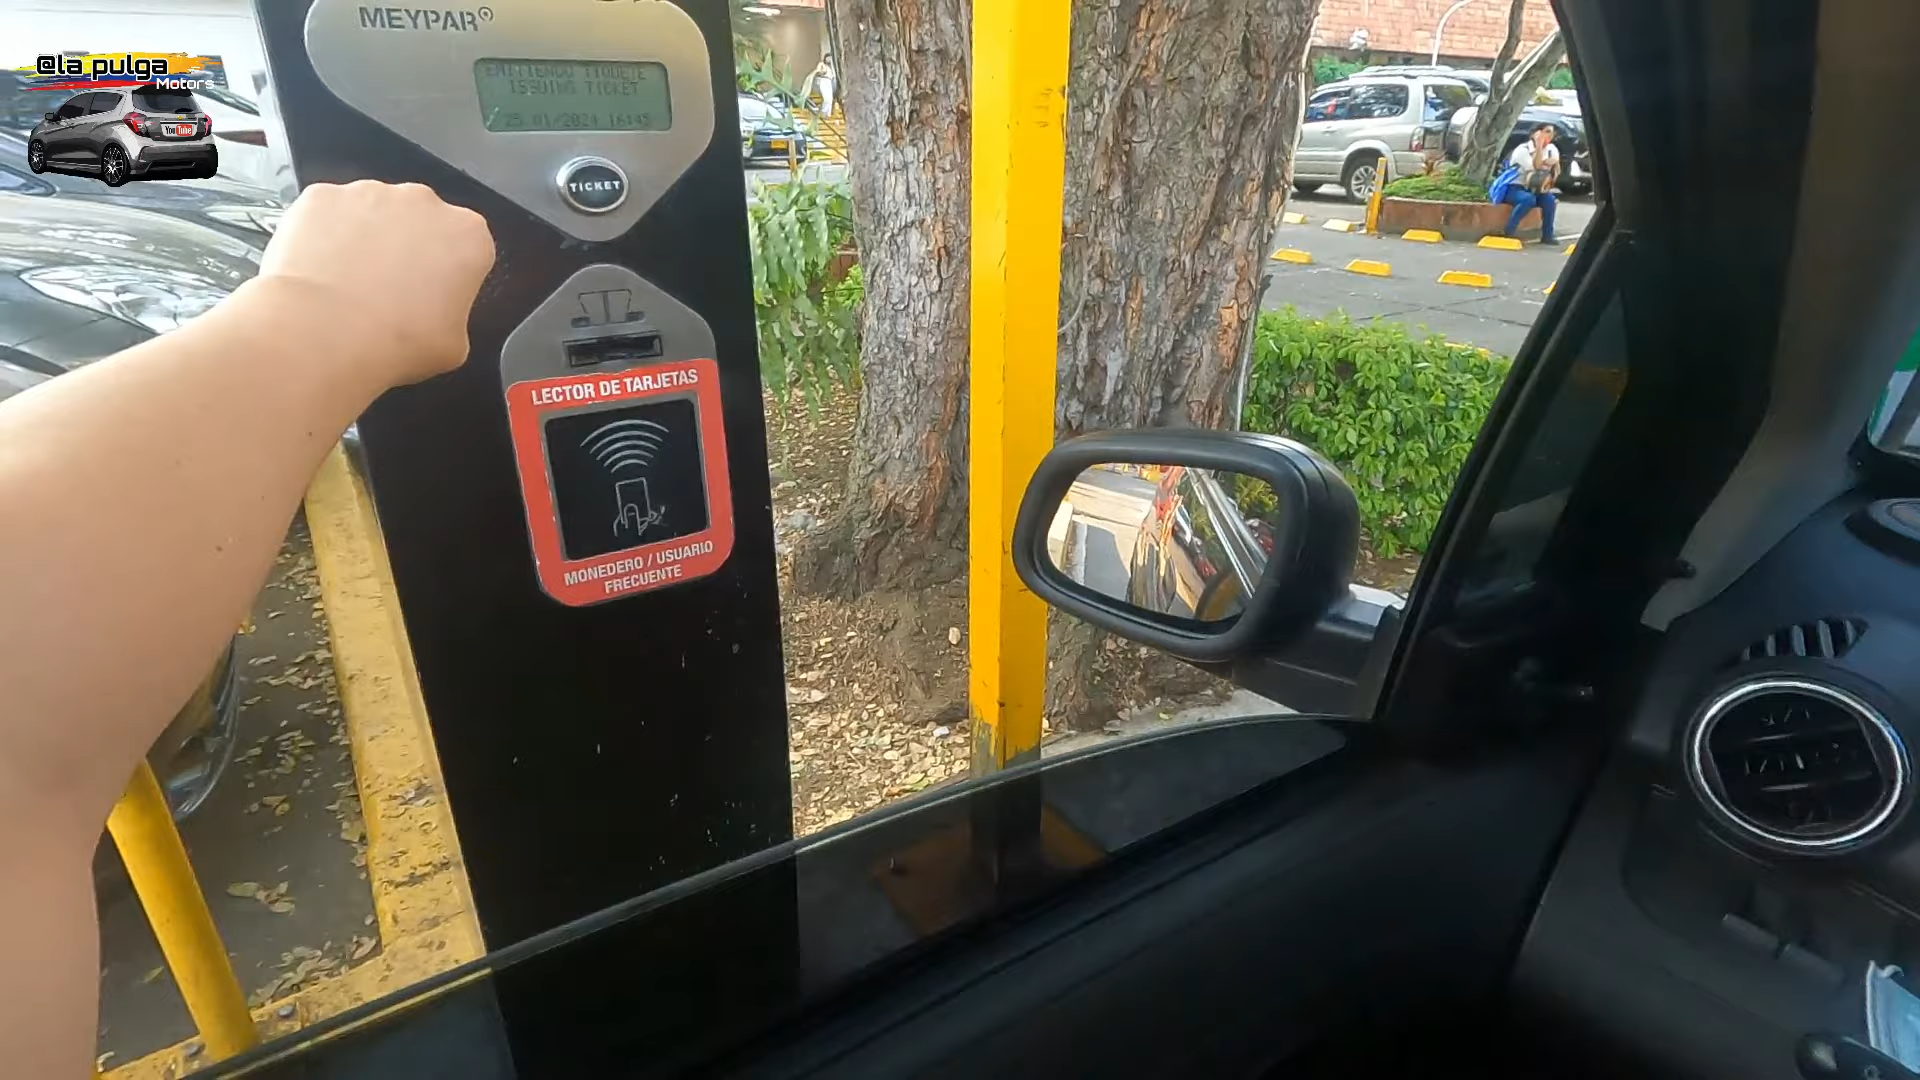 @la pulga
Motors
YouTube
MEYPAR
EMITIENDO TIQUETE
ISSUING TICKET
25/01/2024 16:45
TICKET
LECTOR DE TARJETAS
MONEDERO / USUARIO
FRECUENTE